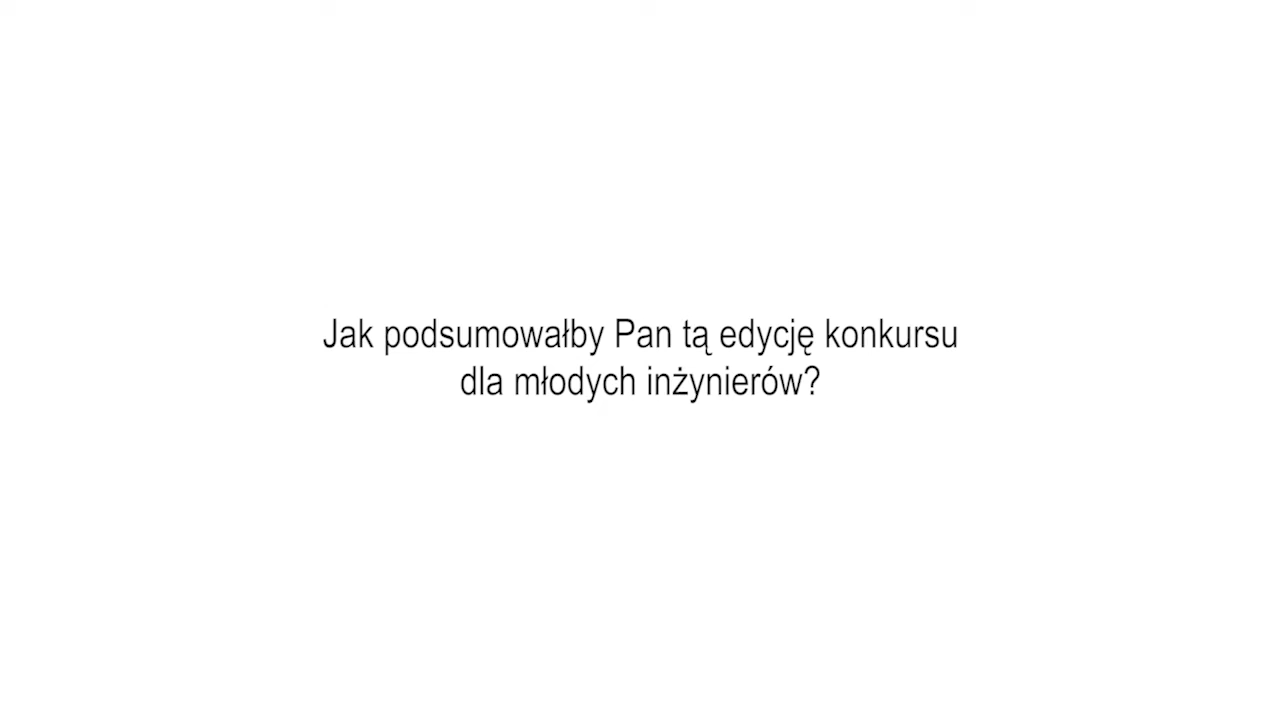 Jak podsumowałby Pan tą edycję konkursu
dla młodych inżynierów?